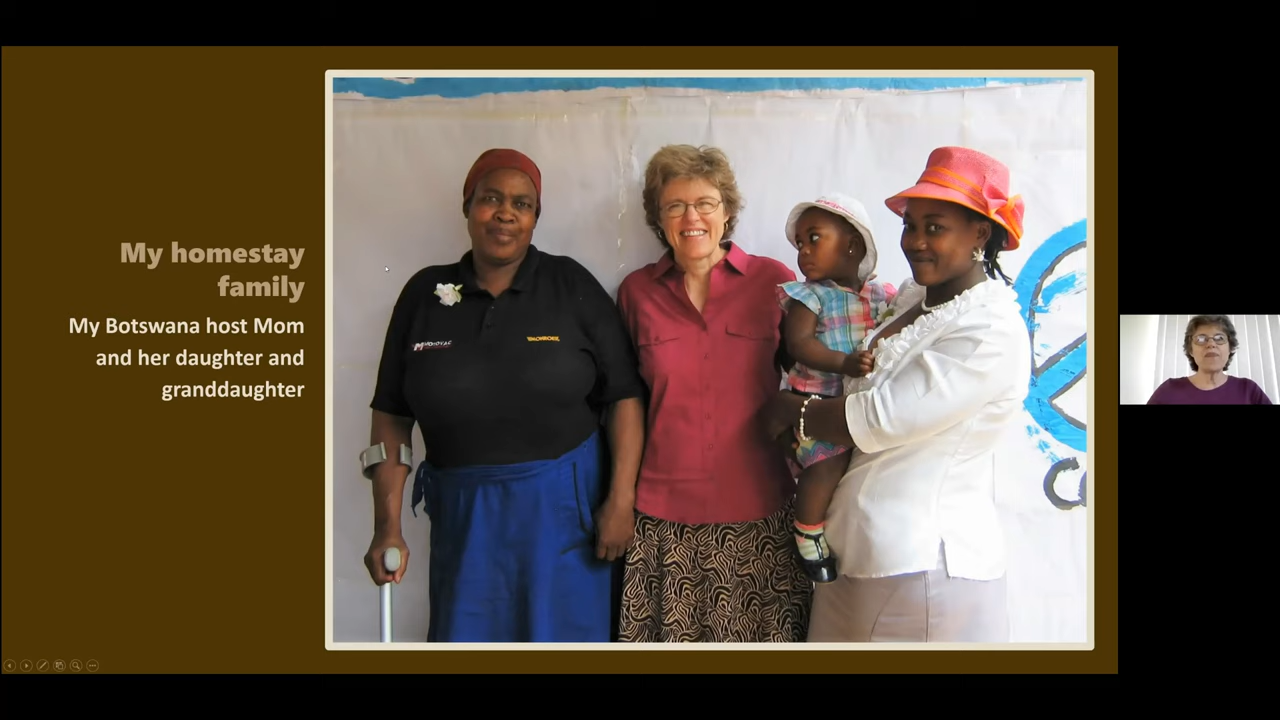 My homestay
family
My Botswana host Mom
and her daughter and
granddaughter